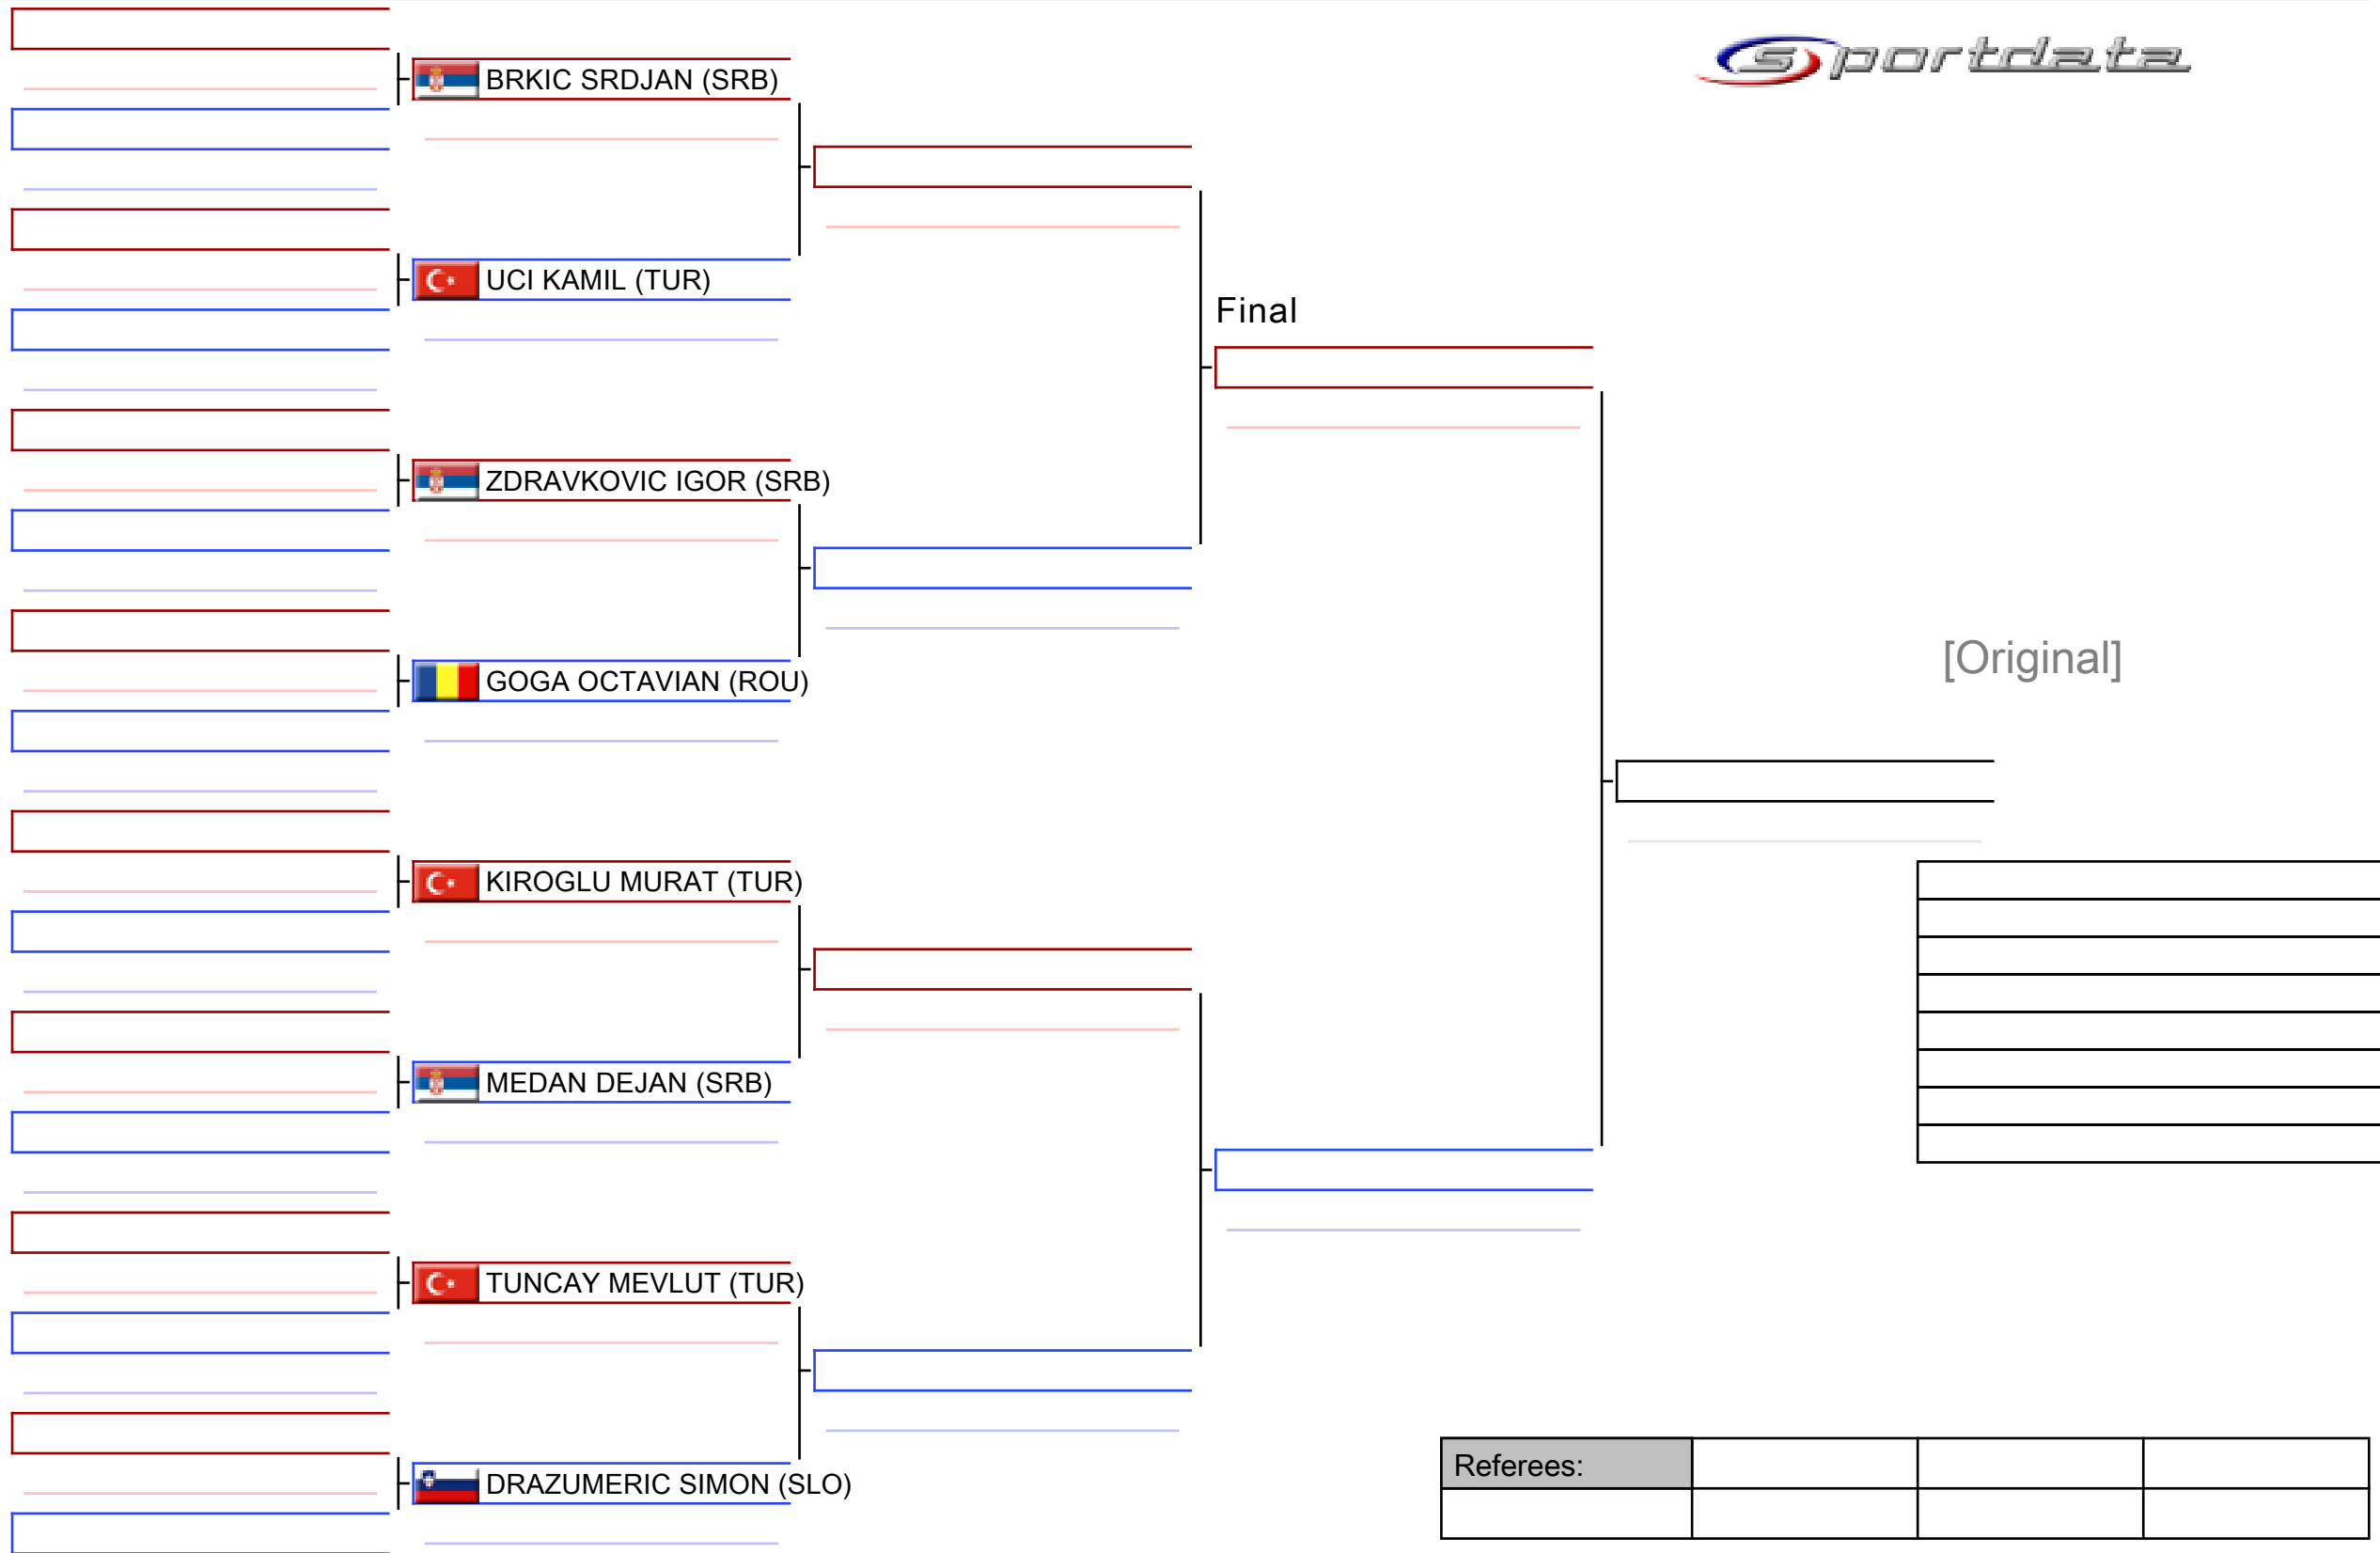 sportdata
BRKIC SRDJAN (SRB)
UCI KAMIL (TUR)
Final
ZDRAVKOVIC IGOR (SRB)
[Original]
GOGA OCTAVIAN (ROU)
KIROGLU MURAT (TUR)
MEDAN DEJAN (SRB)
TUNCAY MEVLUT (TUR)
Referees:
DRAZUMERIC SIMON (SLO)